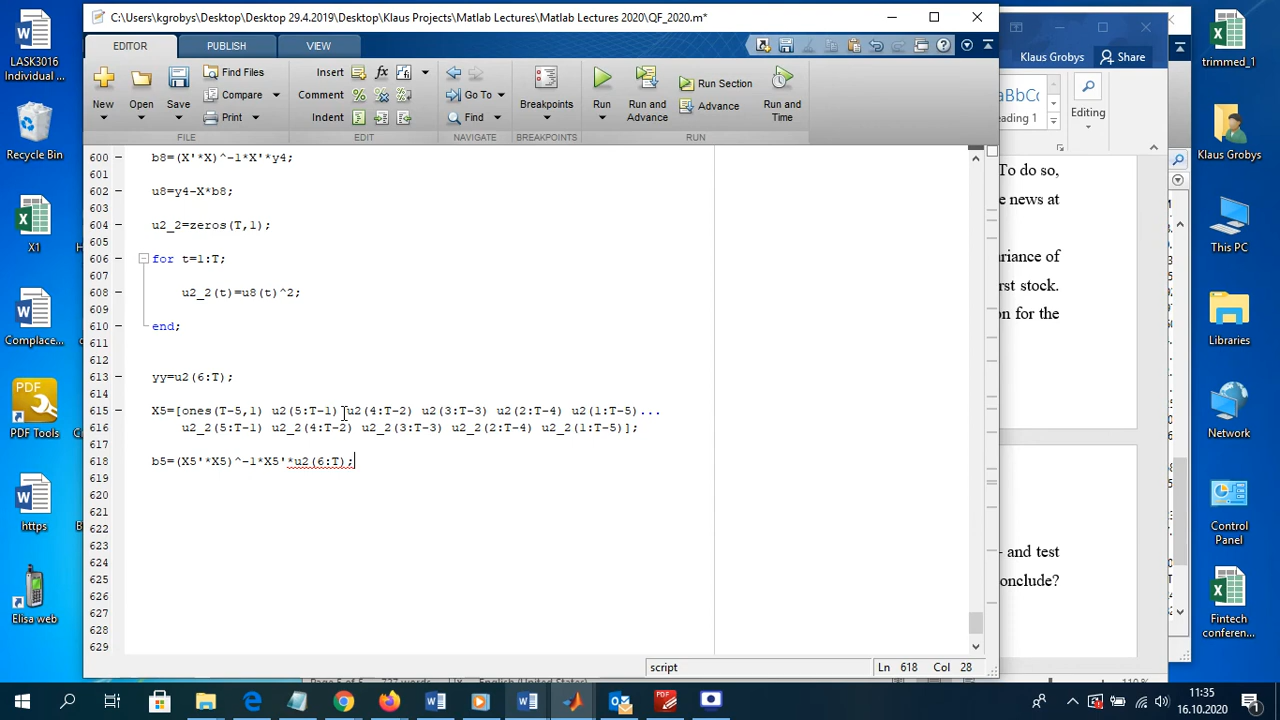 C:\Users\kgrobys\Desktop\Desktop 29.4.2019\Desktop\Klaus Projects\Matlab Lectures\Matlab Lectures 2020\QF_2020.m*
EDITOR
PUBLISH
VIEW
New
Open
Save
Find Files
Compare
Print
Insert
Comment
Indent
Go To
Find
Breakpoints
Run
Run and
Advance
Run Section
Advance
Run and
Time
FILE
EDIT
NAVIGATE
BREAKPOINTS
RUN
600 b8=(X'*X)^-1*X'*y4;
601
602 u8=y4-X*b8;
603
604 u2_2=zeros(T,1);
605
606 for t=1:T;
607
608 u2_2(t)=u8(t)^2;
609
610 end;
611
612
613 yy=u2(6:T);
614
615 X5=[ones(T-5,1) u2(5:T-1) u2(4:T-2) u2(3:T-3) u2(2:T-4) u2(1:T-5)...
616 u2_2(5:T-1) u2_2(4:T-2) u2_2(3:T-3) u2_2(2:T-4) u2_2(1:T-5)];
617
618 b5=(X5'*X5)^-1*X5'*u2(6:T);
619
620
621
622
623
624
625
626
627
628
629
script
Ln 618 Col 28
Klaus Grobys
Share
eading 1
Editing
To do so,
e news at
ariance of
rst stock.
on for the
- and test
onclude?
110 %
LASK3016
Individual ...
Recycle Bin
X1
Complace...
PDF Tools
https
Elisa web
trimmed_1
Klaus Grobys
This PC
Libraries
Network
Control
Panel
Fintech
conferen...
11:35
16.10.2020